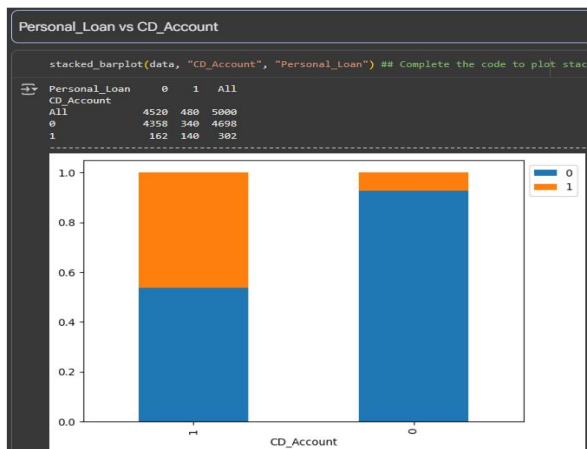 Personal_Loan vs CD_Account
stacked_barplot(data, "CD_Account", "Personal_Loan") ## Complete the code to plot stac
Personal_Loan 0 1 All
CD_Account
All 4520 480 5000
0 4358 340 4698
1 162 140 302
------------------------------------------------------------------------
1.0
0.8
0.6
0.4
0.2
0.0
0
1
1
0
CD_Account